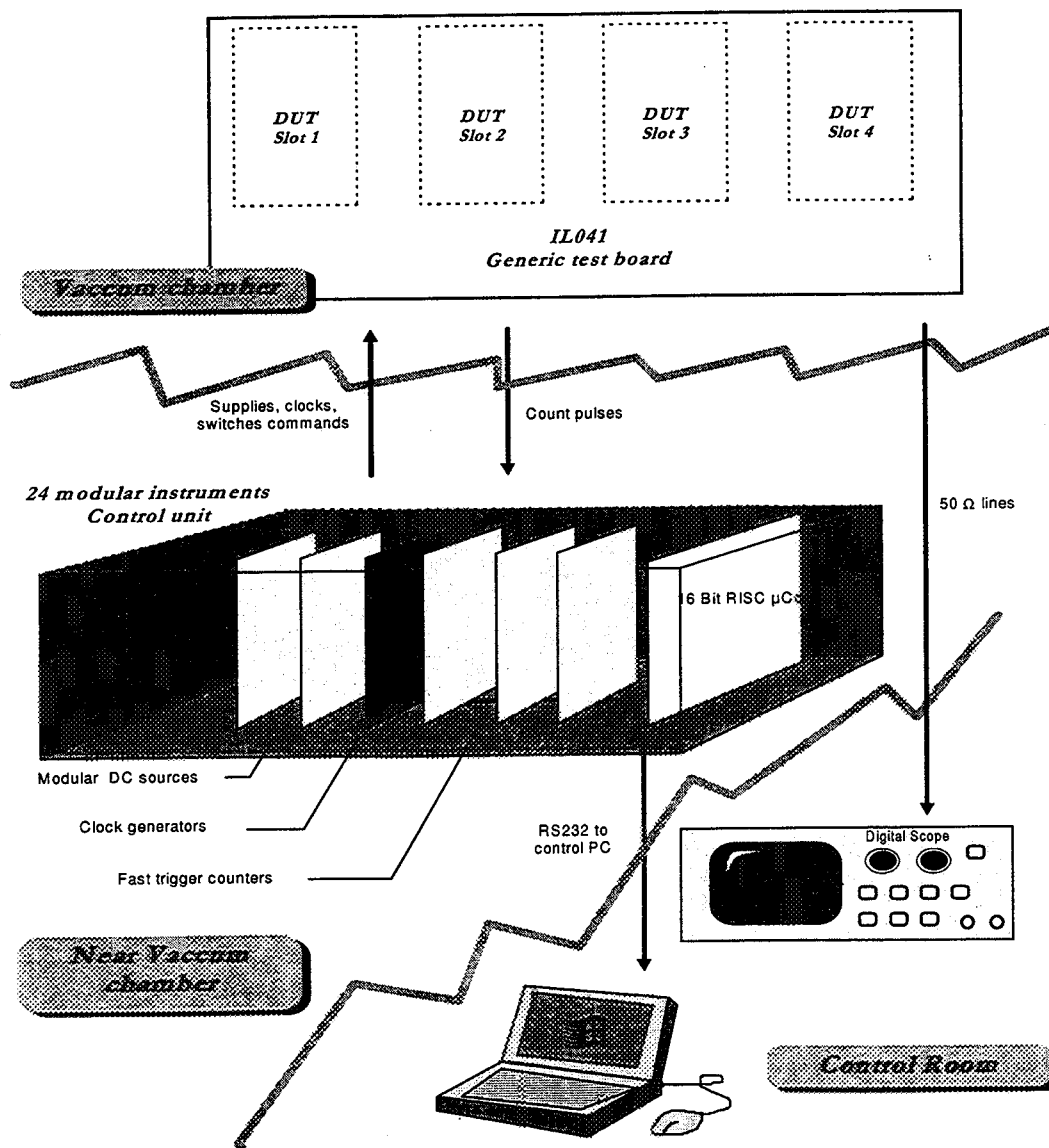 DUT
Slot 1
DUT
Slot 2
DUT
Slot 3
DUT
Slot 4
IL041
Generic test board
Vaccum chamber
Supplies, clocks,
switches commands
Count pulses
24 modular instruments
Control unit
50 Ω lines
16 Bit RISC µC
Modular DC sources
Clock generators
Fast trigger counters
RS232 to
control PC
Digital Scope
Near Vaccum
chamber
Control Room